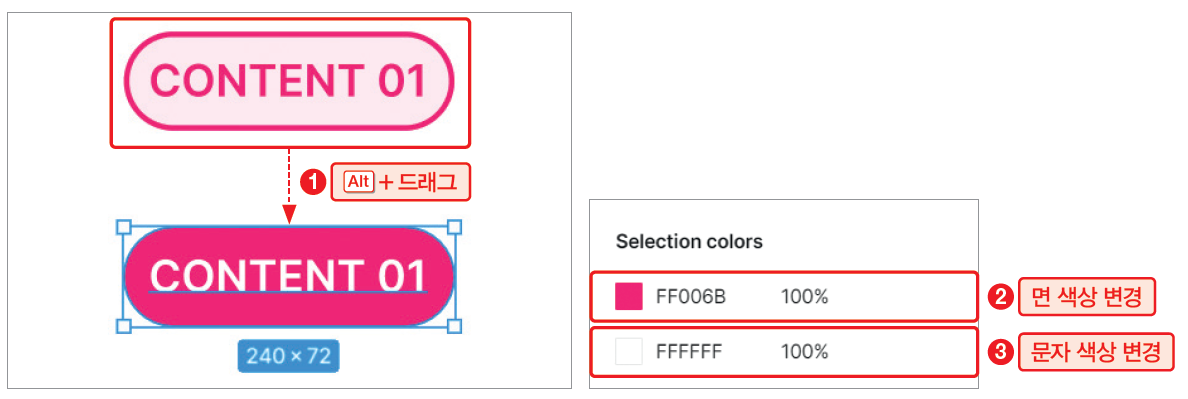 CONTENT 01
1 Alt + 드래그
CONTENT 01
240 × 72
Selection colors
FF006B 100%
2 면 색상 변경
FFFFFF 100%
3 문자 색상 변경